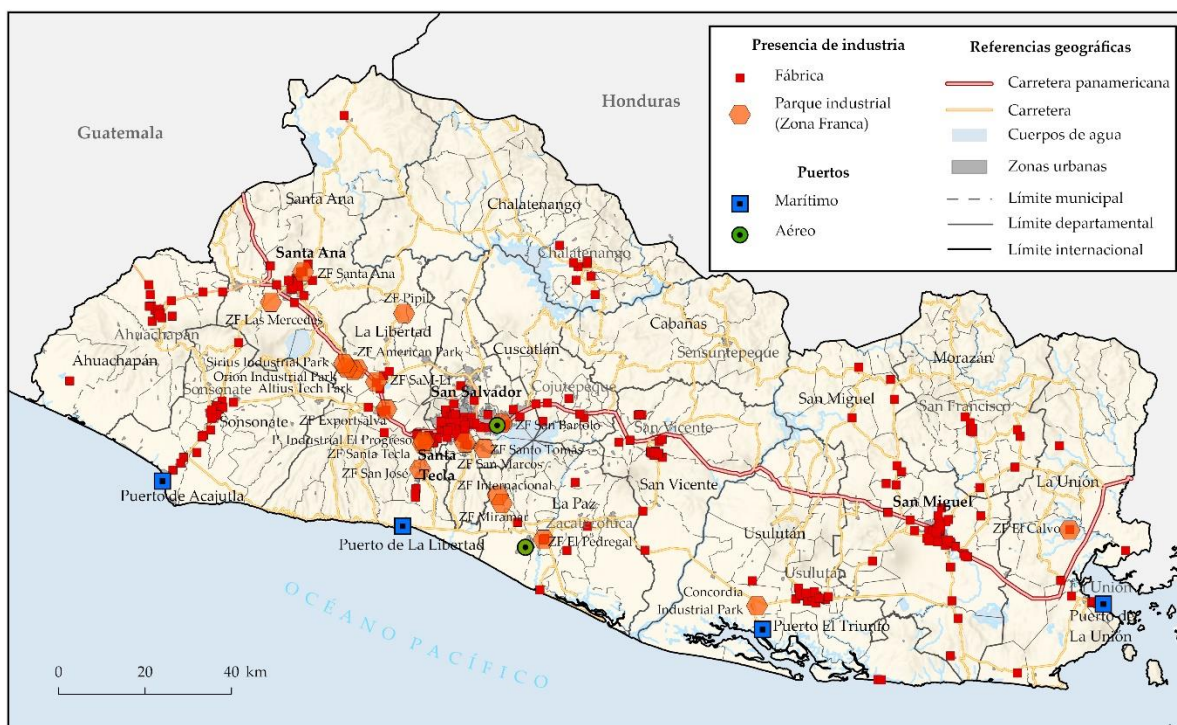 Presencia de industria
Fábrica
Parque industrial
(Zona Franca)
Puertos
Marítimo
Aéreo
Referencias geográficas
Carretera panamericana
Carretera
Cuerpos de agua
Zonas urbanas
Límite municipal
Límite departamental
Límite internacional
Guatemala
Honduras
Santa Ana
Chalatenango
Santa Ana
ZF Santa Ana
Chalatenango
ZF Las Mercedes
ZF Pipil
La Libertad
Cabañas
Ahuachapán
Ahuachapán
Cuscatlán
Sensuntepeque
Morazán
Sirius Industrial Park
ZF American Park
Orion Industrial Park
Altius Tech Park
ZF SaM-LI
Sonsonate
Sonsonate
San Salvador
Cojutepeque
San Miguel
San Francisco
ZF Exportsalva
ZF San Bartolo
San Vicente
P. Industrial El Progreso
ZF Santa Tecla
Santa
Tecla
ZF Santo Tomás
ZF San Marcos
ZF San José
ZF Internacional
San Vicente
La Unión
Puerto de Acajutla
La Paz
San Miguel
ZF Miramar
Zacatecoluca
Usulután
ZF El Calvo
Puerto de La Libertad
ZF El Pedregal
Usulután
Concordia
Industrial Park
La Unión
Puerto El Triunfo
Puerto de
La Unión
OCÉANO PACÍFICO
0 20 40 km